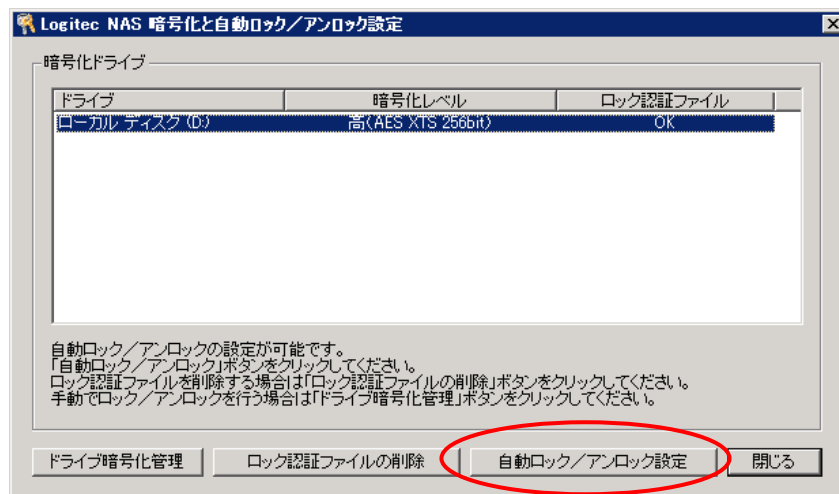 Logitec NAS 暗号化と自動ロック／アンロック設定
暗号化ドライブ
ドライブ 暗号化レベル ロック認証ファイル
ローカル ディスク (D:) 高(AES XTS 256bit) OK
自動ロック／アンロックの設定が可能です。
「自動ロック／アンロック」ボタンをクリックしてください。
ロック認証ファイルを削除する場合は「ロック認証ファイルの削除」ボタンをクリックしてください。
手動でロック／アンロックを行う場合は「ドライブ暗号化管理」ボタンをクリックしてください。
ドライブ暗号化管理 ロック認証ファイルの削除 自動ロック／アンロック設定 閉じる